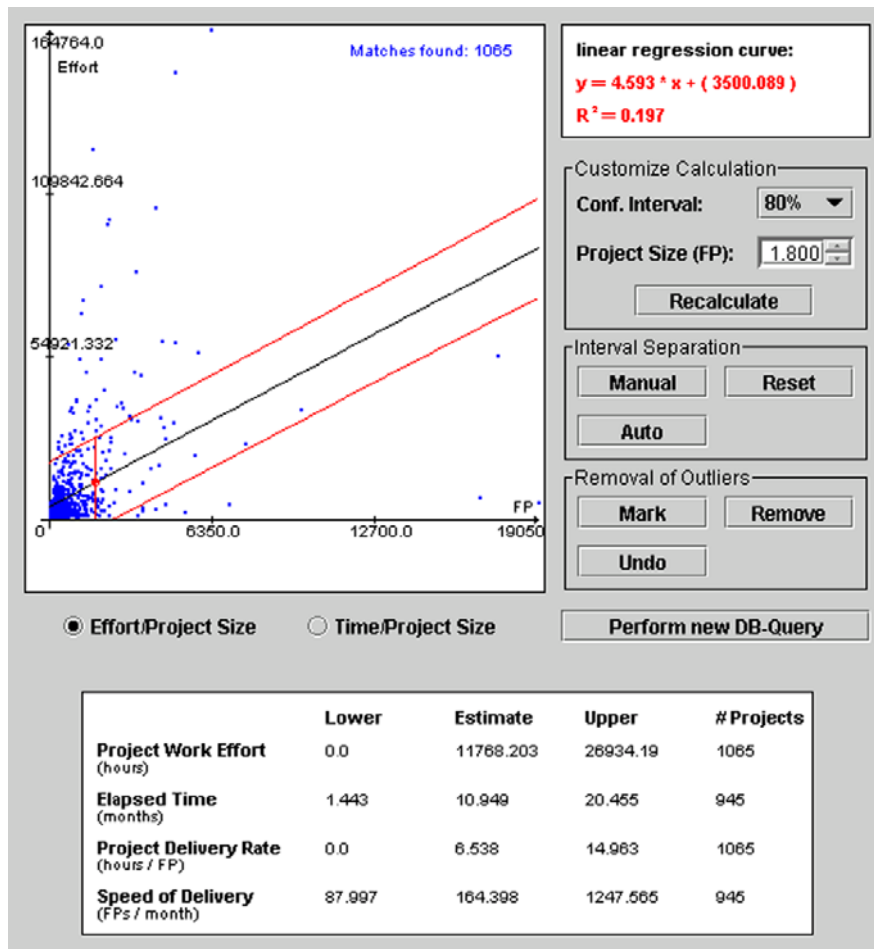 164764.0
Effort
Matches found: 1065
109842.664
54921.332
FP
0
6350.0
12700.0
19050
linear regression curve:
y = 4.593 * x + ( 3500.089 )
R² = 0.197
Customize Calculation
Conf. Interval: 80%
Project Size (FP): 1.800
Recalculate
Interval Separation
Manual Reset
Auto
Removal of Outliers
Mark Remove
Undo
Effort/Project Size Time/Project Size Perform new DB-Query
Lower Estimate Upper # Projects
Project Work Effort 0.0 11768.203 26934.19 1065
(hours)
Elapsed Time 1.443 10.949 20.455 945
(months)
Project Delivery Rate 0.0 6.538 14.963 1065
(hours / FP)
Speed of Delivery 87.997 164.398 1247.565 945
(FPs / month)